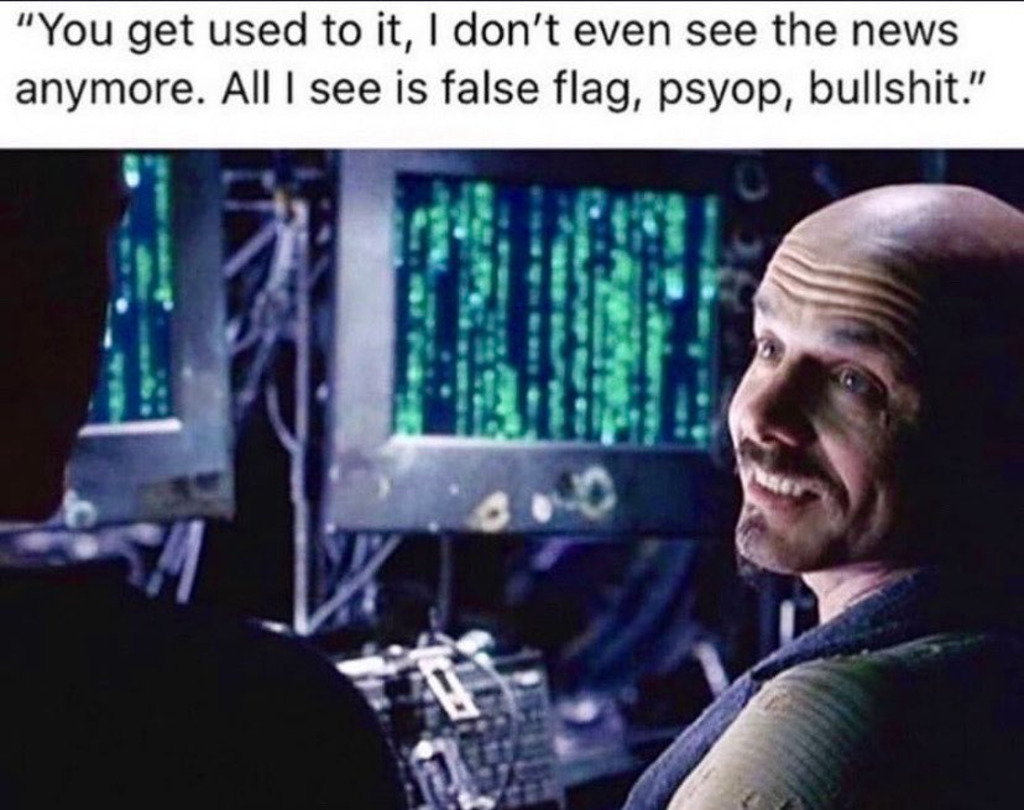 “You get used to it, I don’t even see the news
anymore. All I see is false flag, psyop, bullshit.”